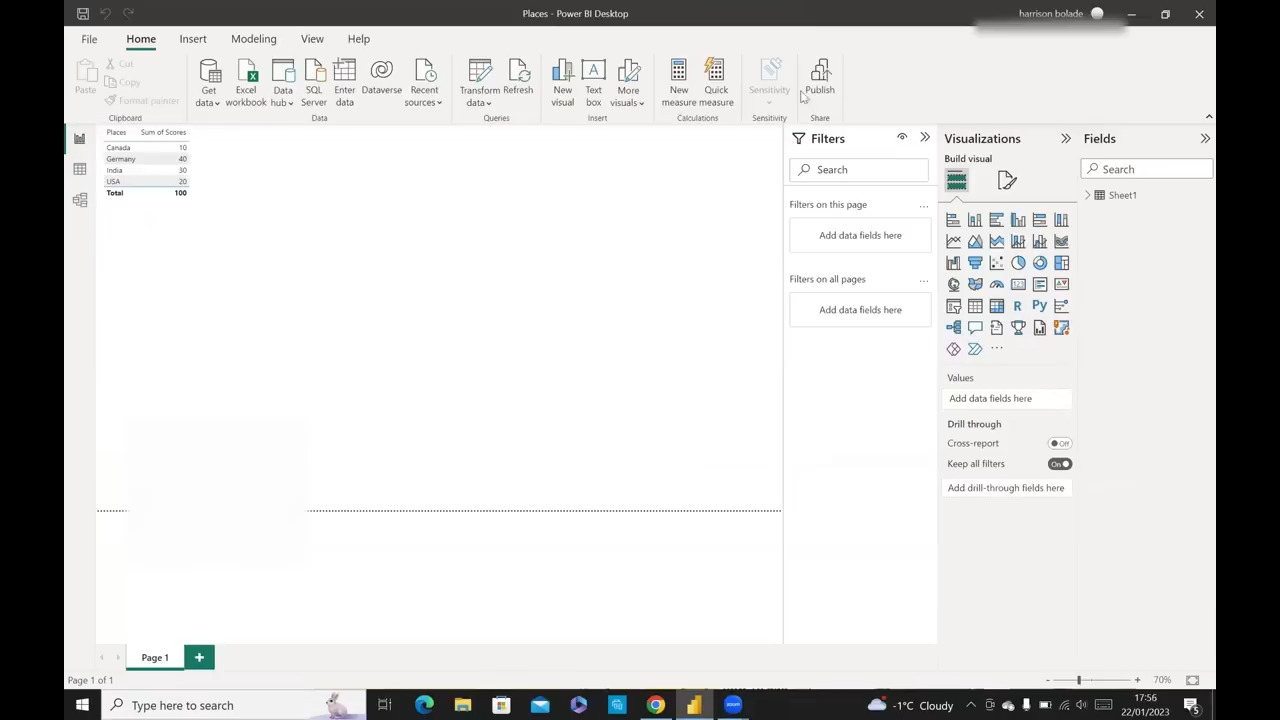 Places - Power BI Desktop
harrison bolade
File Home Insert Modeling View Help
Paste
Cut
Copy
Format painter
Clipboard
Get data
Excel workbook
Data hub
SQL Server
Enter data
Dataverse
Recent sources
Data
Transform data
Refresh
Queries
New visual
Text box
More visuals
Insert
New measure
Quick measure
Calculations
Sensitivity
Sensitivity
Publish
Share
Places Sum of Scores
Canada 10
Germany 40
India 30
USA 20
Total 100
Filters
Search
Filters on this page
Add data fields here
Filters on all pages
Add data fields here
Visualizations
Build visual
R
Py
123
Values
Add data fields here
Drill through
Cross-report
Off
Keep all filters
On
Add drill-through fields here
Fields
Search
Sheet1
Page 1
Page 1 of 1
- + 70%
Type here to search
zoom
-1°C Cloudy
17:56
22/01/2023
5